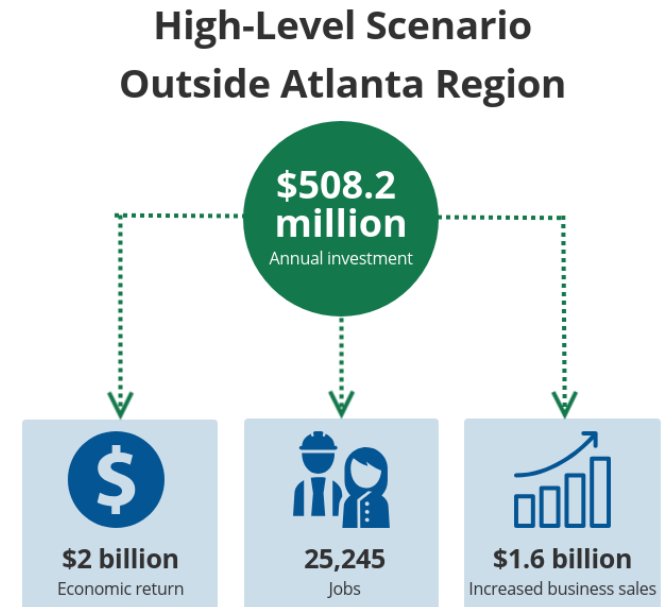 High-Level Scenario
Outside Atlanta Region
$508.2
million
Annual investment
$
$2 billion
Economic return
25,245
Jobs
$1.6 billion
Increased business sales